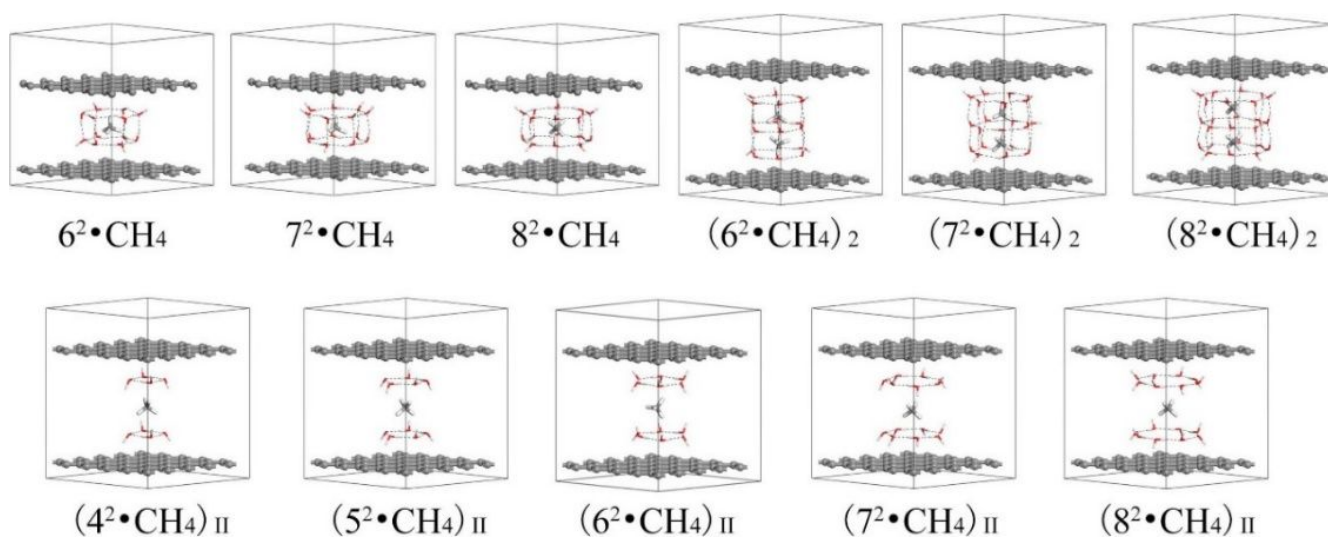 6²•CH₄ 7²•CH₄ 8²•CH₄ (6²•CH₄)₂ (7²•CH₄)₂ (8²•CH₄)₂
(4²•CH₄)II (5²•CH₄)II (6²•CH₄)II (7²•CH₄)II (8²•CH₄)II